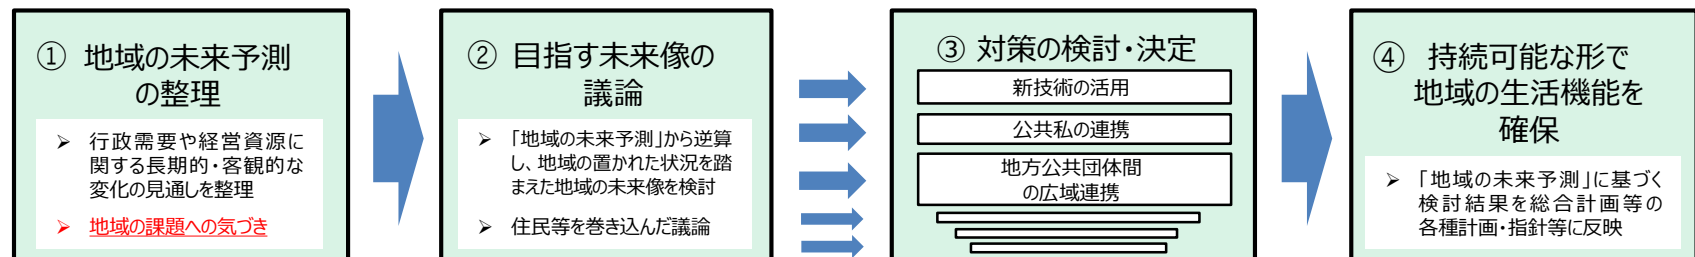 ① 地域の未来予測
の整理
➢ 行政需要や経営資源に
関する長期的・客観的な
変化の見通しを整理
➢ 地域の課題への気づき
② 目指す未来像の
議論
➢ 「地域の未来予測」から逆算
し、地域の置かれた状況を踏
まえた地域の未来像を検討
➢ 住民等を巻き込んだ議論
③ 対策の検討・決定
新技術の活用
公共私の連携
地方公共団体間
の広域連携
④ 持続可能な形で
地域の生活機能を
確保
➢ 「地域の未来予測」に基づく
検討結果を総合計画等の
各種計画・指針等に反映